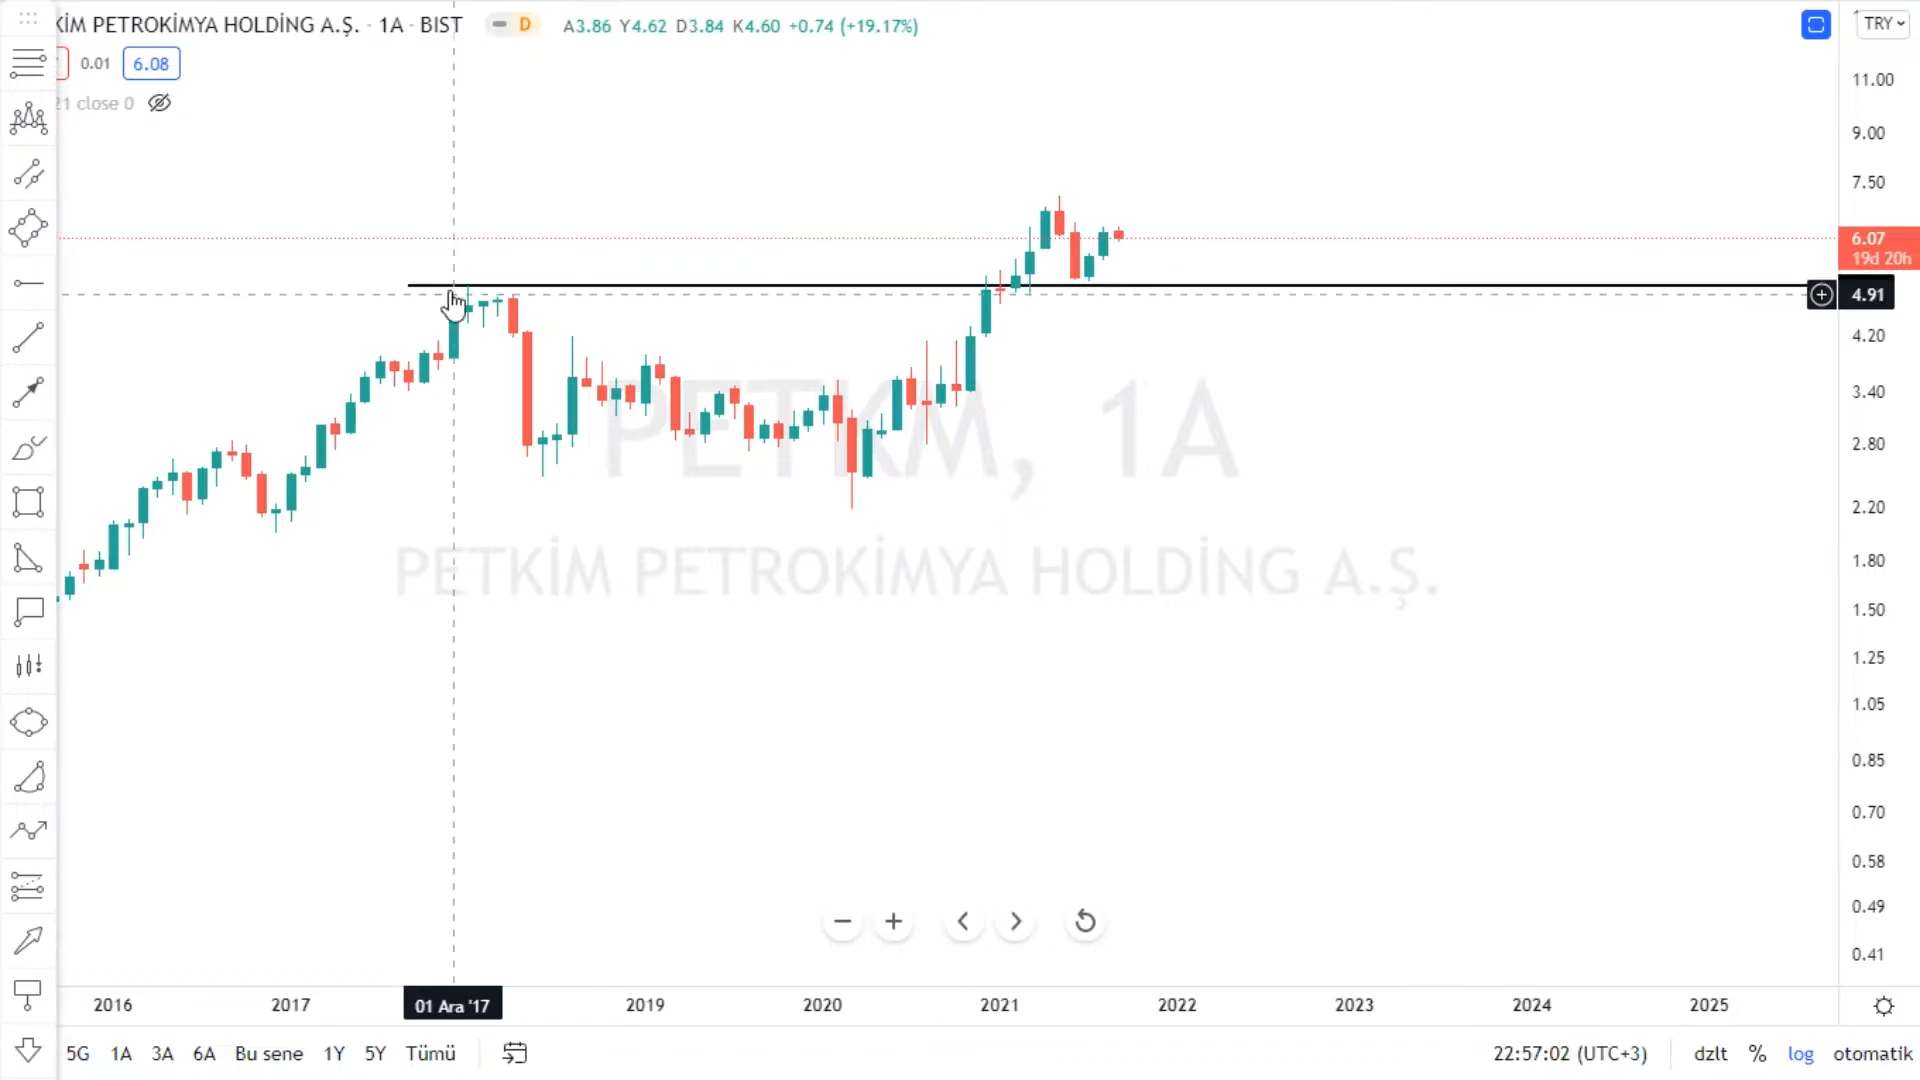 KİM PETROKİMYA HOLDİNG A.Ş. · 1A · BIST D A3.86 Y4.62 D3.84 K4.60 +0.74 (+19.17%)
TRY
0.01 6.08
21 close 0
11.00
9.00
7.50
6.07
19d 20h
4.91
4.20
3.40
2.80
2.20
1.80
1.50
1.25
1.05
0.85
0.70
0.58
0.49
0.41
PETKM, 1A
PETKİM PETROKİMYA HOLDİNG A.Ş.
2016 2017 01 Ara '17 2019 2020 2021 2022 2023 2024 2025
5G 1A 3A 6A Bu sene 1Y 5Y Tümü 22:57:02 (UTC+3) dzlt % log otomatik